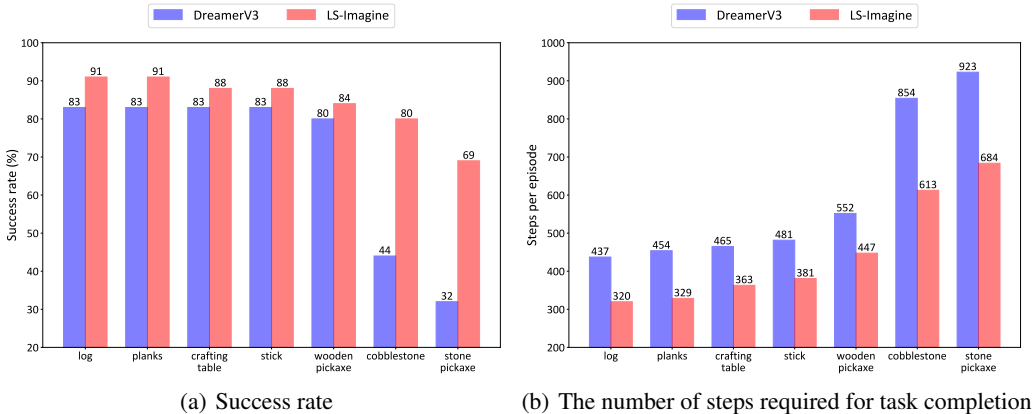 DreamerV3 LS-Imagine
100
90
80
70
60
50
40
30
20
Success rate (%)
83 91 83 91 83 88 83 88 80 84 44 80 32 69
log planks crafting table stick wooden pickaxe cobblestone stone pickaxe
(a) Success rate
DreamerV3 LS-Imagine
1000
900
800
700
600
500
400
300
200
Steps per episode
437 320 454 329 465 363 481 381 552 447 854 613 923 684
log planks crafting table stick wooden pickaxe cobblestone stone pickaxe
(b) The number of steps required for task completion